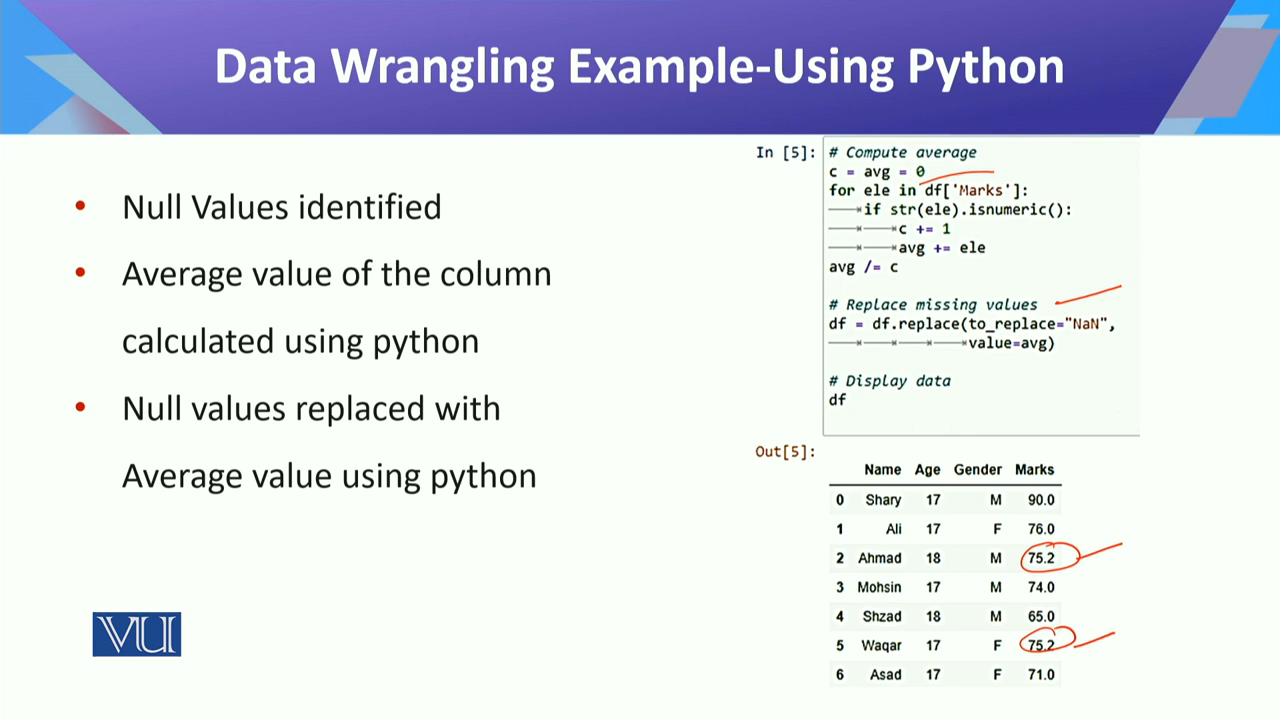 Data Wrangling Example-Using Python
• Null Values identified
• Average value of the column
calculated using python
• Null values replaced with
Average value using python
VU
In [5]:
# Compute average
c = avg = 0
for ele in df['Marks']:
if str(ele).isnumeric():
c += 1
avg += ele
avg /= c
# Replace missing values
df = df.replace(to_replace="NaN",
value=avg)
# Display data
df
Out[5]:
Name Age Gender Marks
0 Shary 17 M 90.0
1 Ali 17 F 76.0
2 Ahmad 18 M 75.2
3 Mohsin 17 M 74.0
4 Shzad 18 M 65.0
5 Waqar 17 F 75.2
6 Asad 17 F 71.0